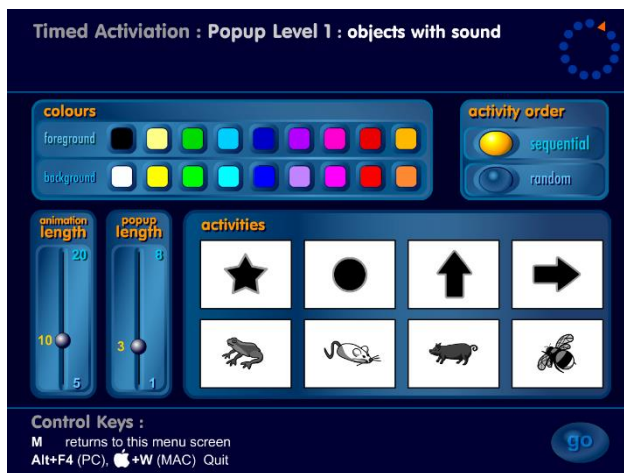 Timed Activiation : Popup Level 1 : objects with sound
colours
foreground
background
activity order
sequential
random
animation length
20
10
5
popup length
8
3
1
activities
Control Keys :
M returns to this menu screen
Alt+F4 (PC), +W (MAC) Quit
go